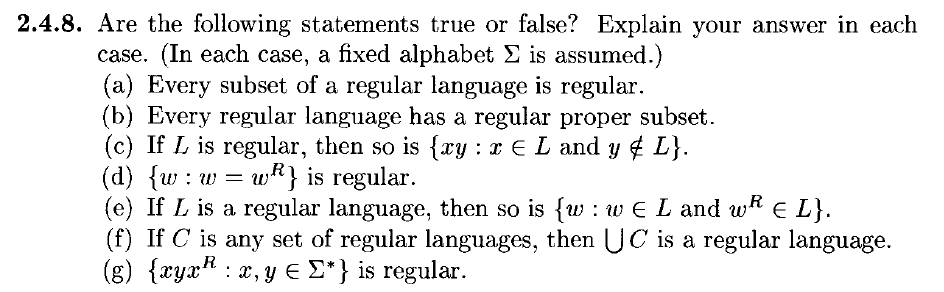 2.4.8. Are the following statements true or false? Explain your answer in each
case. (In each case, a fixed alphabet Σ is assumed.)
(a) Every subset of a regular language is regular.
(b) Every regular language has a regular proper subset.
(c) If L is regular, then so is {xy : x ∈ L and y ∉ L}.
(d) {w : w = w^R} is regular.
(e) If L is a regular language, then so is {w : w ∈ L and w^R ∈ L}.
(f) If C is any set of regular languages, then ⋃C is a regular language.
(g) {xyx^R : x, y ∈ Σ*} is regular.